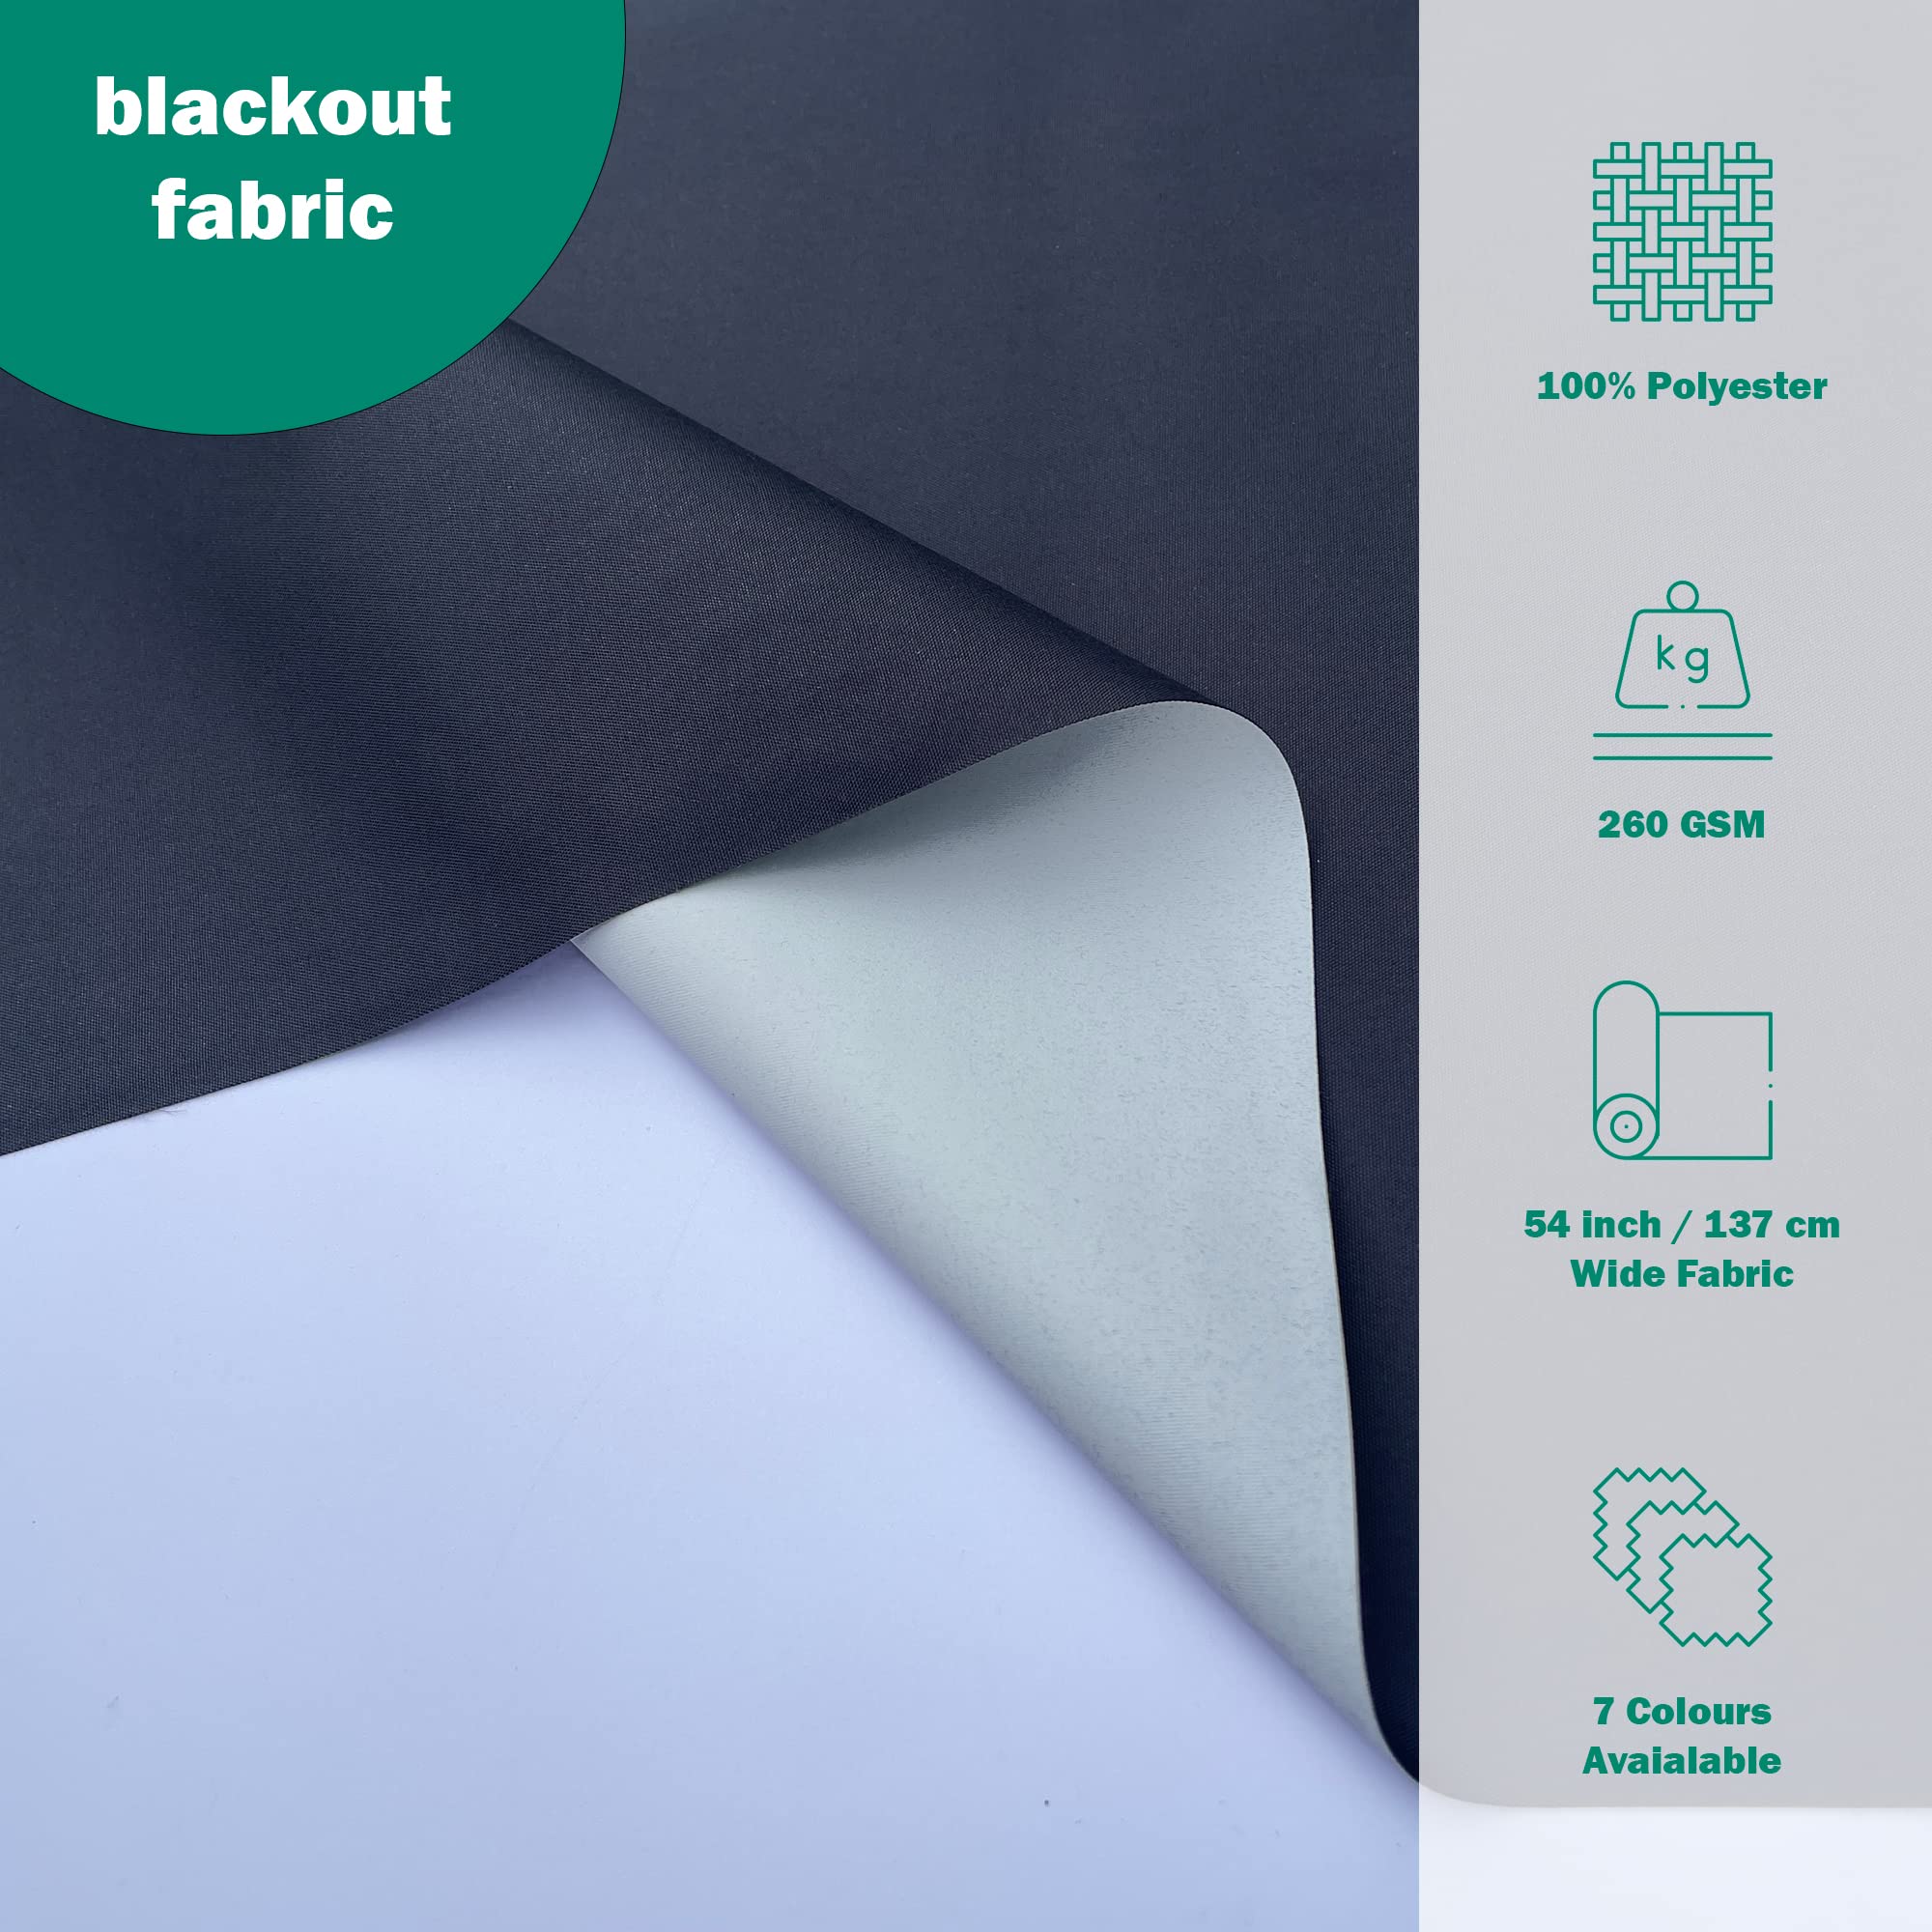 blackout
fabric
100% Polyester
kg
260 GSM
54 inch / 137 cm
Wide Fabric
7 Colours
Avaialable